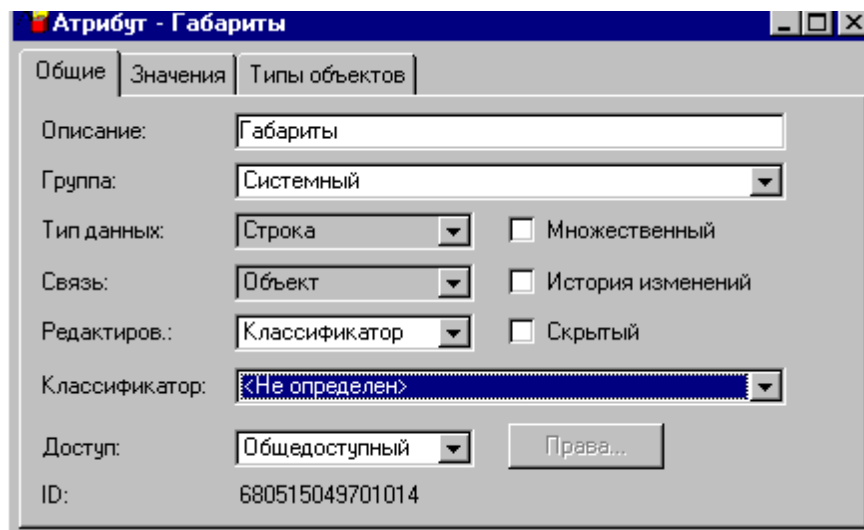 Атрибут - Габариты
Общие Значения Типы объектов
Описание: Габариты
Группа: Системный
Тип данных: Строка Множественный
Связь: Объект История изменений
Редактиров.: Классификатор Скрытый
Классификатор: <Не определен>
Доступ: Общедоступный Права...
ID: 680515049701014